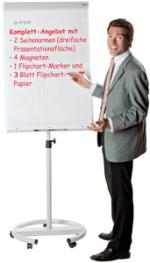 Komplett-Angebot mit
• 2 Seitenarmen (dreifache
Präsentationsfläche)
• 4 Magneten
• 1 Flipchart-Marker und
• 3 Blatt Flipchart-
Papier